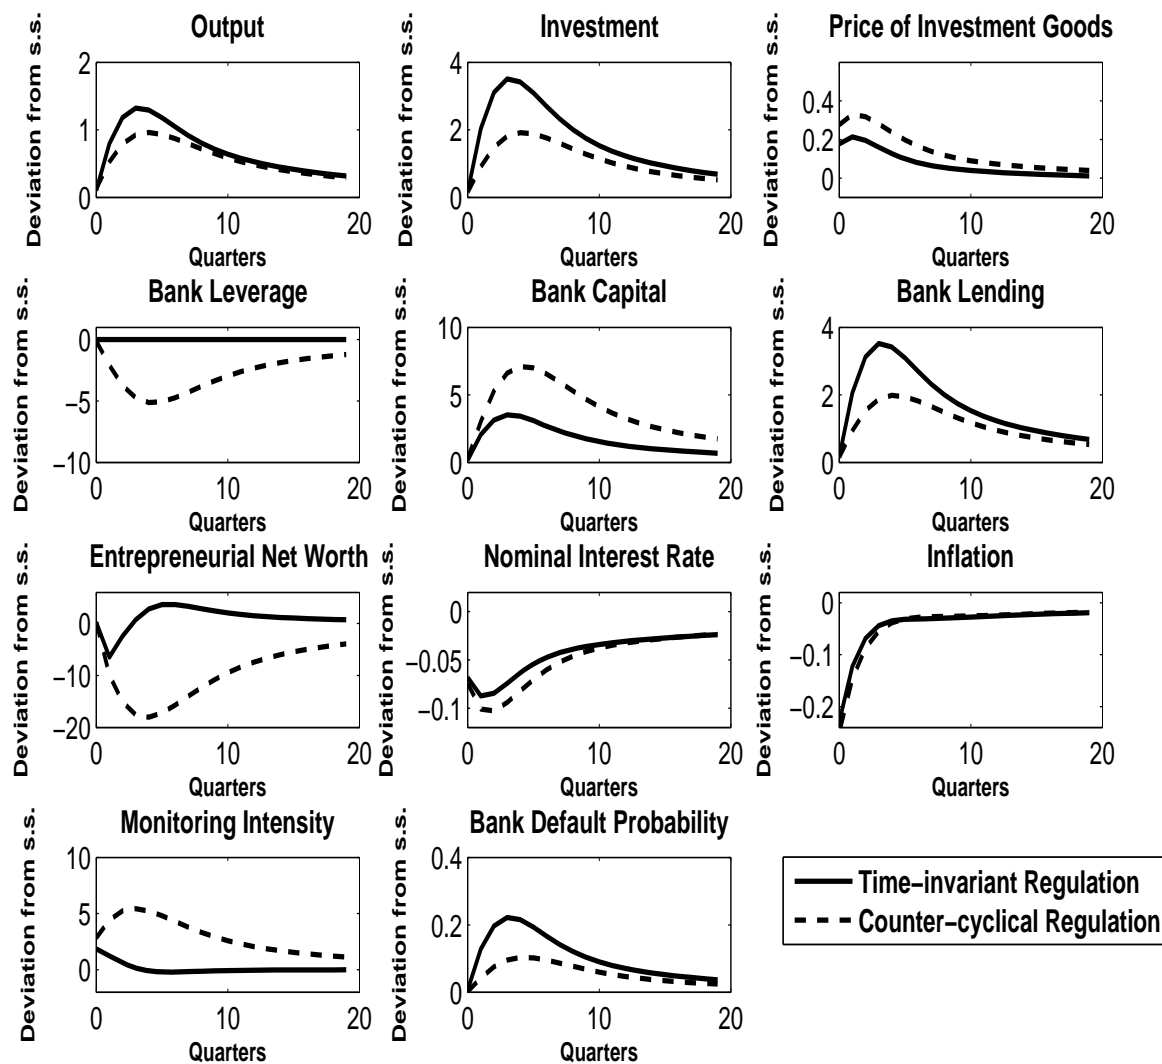 Output
Deviation from s.s.
2
1
0
0
10
20
Quarters
Investment
Deviation from s.s.
4
2
0
0
10
20
Quarters
Price of Investment Goods
Deviation from s.s.
0.4
0.2
0
0
10
20
Quarters
Bank Leverage
Deviation from s.s.
0
−5
−10
0
10
20
Quarters
Bank Capital
Deviation from s.s.
10
5
0
0
10
20
Quarters
Bank Lending
Deviation from s.s.
4
2
0
0
10
20
Quarters
Entrepreneurial Net Worth
Deviation from s.s.
0
−10
−20
0
10
20
Quarters
Nominal Interest Rate
Deviation from s.s.
0
−0.05
−0.1
0
10
20
Quarters
Inflation
Deviation from s.s.
0
−0.1
−0.2
0
10
20
Quarters
Monitoring Intensity
Deviation from s.s.
10
5
0
0
10
20
Quarters
Bank Default Probability
Deviation from s.s.
0.4
0.2
0
0
10
20
Quarters
Time−invariant Regulation
Counter−cyclical Regulation